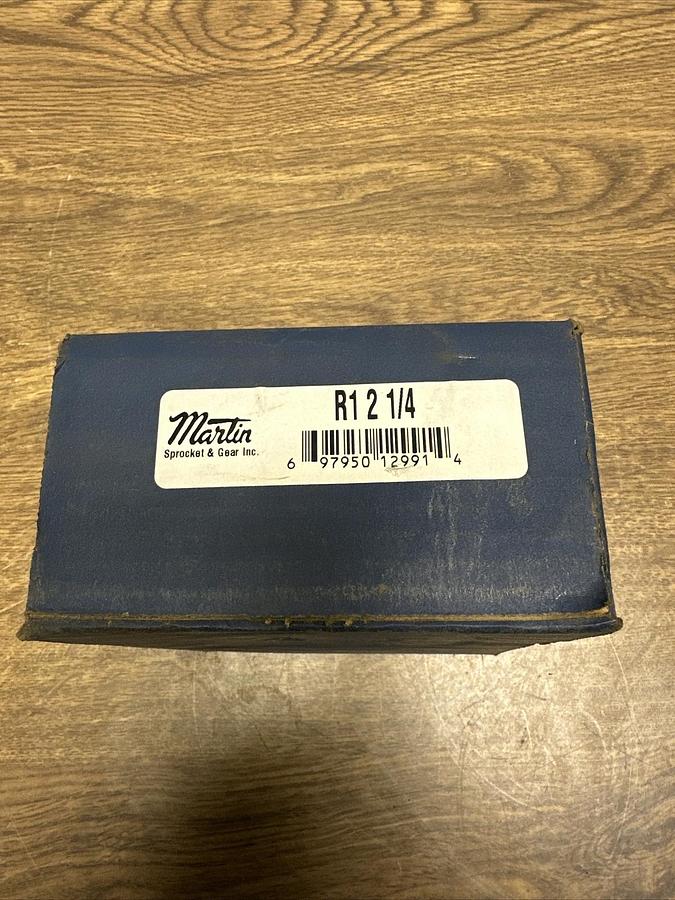 R1 2 1/4
Martin
Sprocket & Gear Inc.
6 97950 12991 4